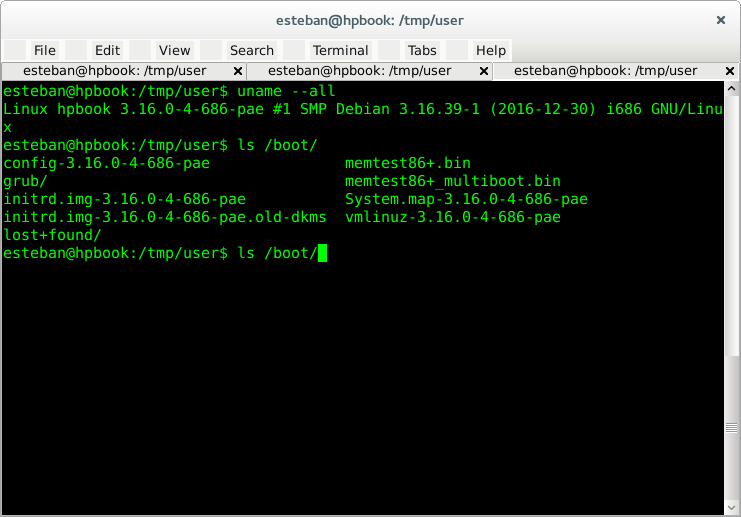 esteban@hpbook: /tmp/user
File Edit View Search Terminal Tabs Help
esteban@hpbook: /tmp/user esteban@hpbook: /tmp/user esteban@hpbook: /tmp/user
esteban@hpbook:/tmp/user$ uname --all
Linux hpbook 3.16.0-4-686-pae #1 SMP Debian 3.16.39-1 (2016-12-30) i686 GNU/Linu
x
esteban@hpbook:/tmp/user$ ls /boot/
config-3.16.0-4-686-pae memtest86+.bin
grub/ memtest86+_multiboot.bin
initrd.img-3.16.0-4-686-pae System.map-3.16.0-4-686-pae
initrd.img-3.16.0-4-686-pae.old-dkms vmlinuz-3.16.0-4-686-pae
lost+found/
esteban@hpbook:/tmp/user$ ls /boot/